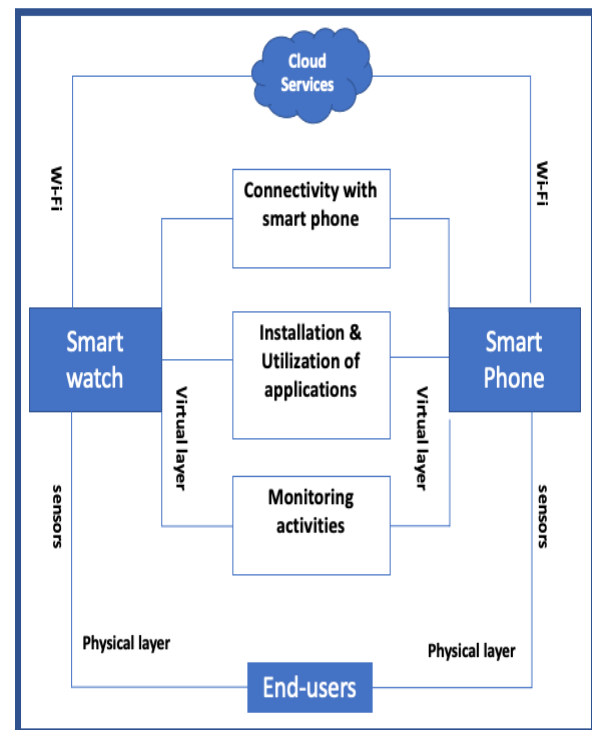 Cloud
Services
Wi-Fi
Wi-Fi
Connectivity with
smart phone
Smart
watch
Installation &
Utilization of
applications
Smart
Phone
Virtual layer
Virtual layer
Monitoring
activities
sensors
sensors
Physical layer
Physical layer
End-users